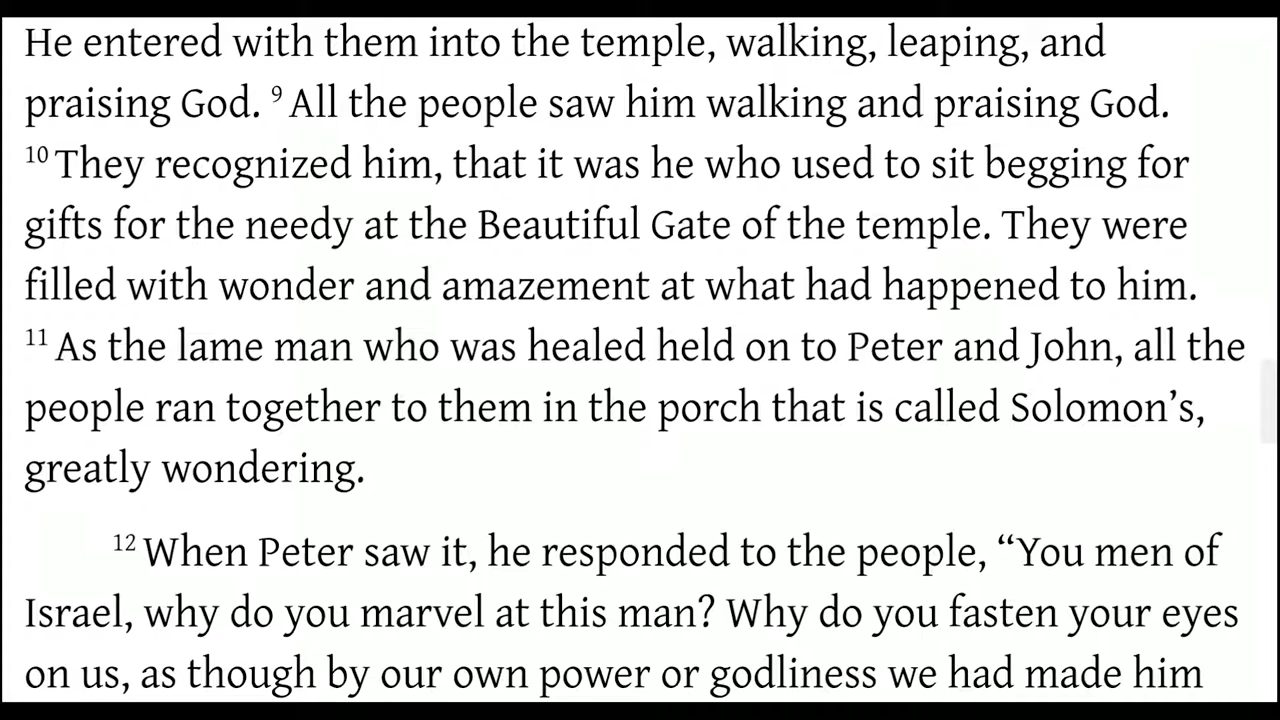 He entered with them into the temple, walking, leaping, and
praising God. 9 All the people saw him walking and praising God.
10 They recognized him, that it was he who used to sit begging for
gifts for the needy at the Beautiful Gate of the temple. They were
filled with wonder and amazement at what had happened to him.
11 As the lame man who was healed held on to Peter and John, all the
people ran together to them in the porch that is called Solomon’s,
greatly wondering.
12 When Peter saw it, he responded to the people, “You men of
Israel, why do you marvel at this man? Why do you fasten your eyes
on us, as though by our own power or godliness we had made him